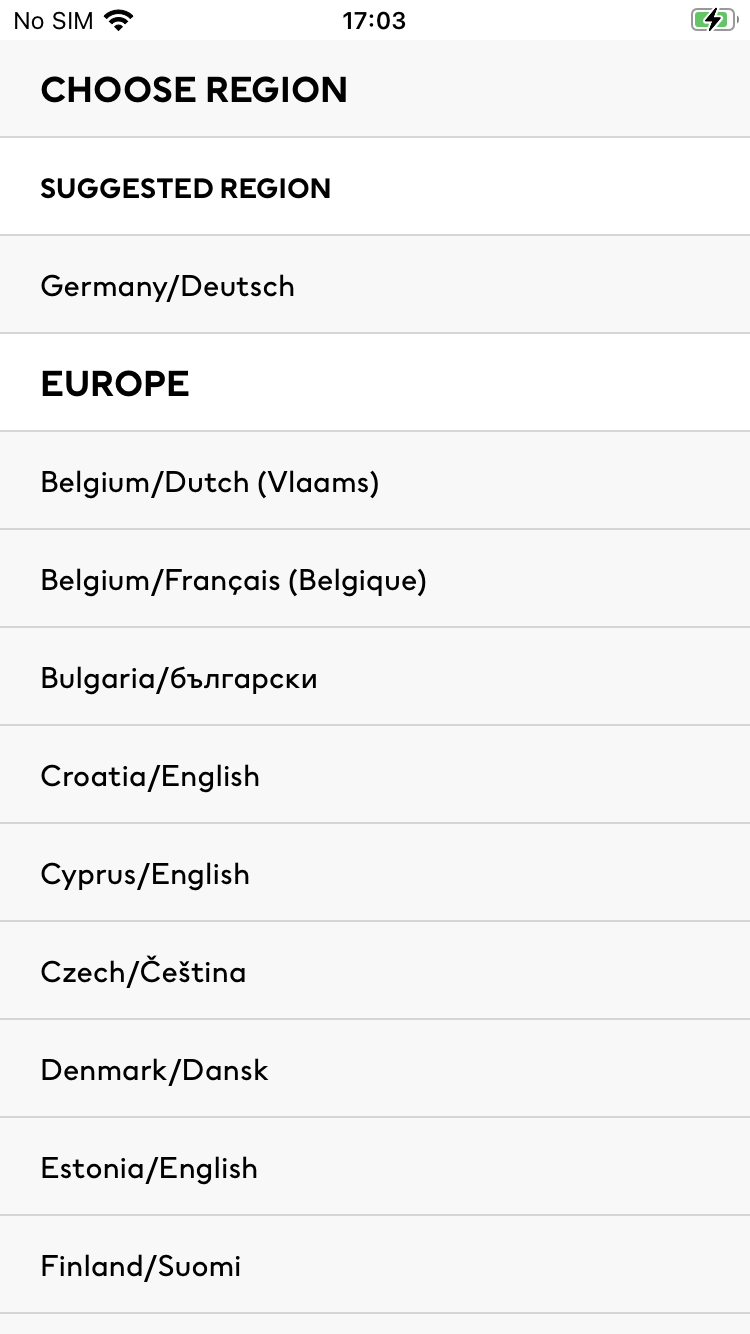 No SIM
17:03
CHOOSE REGION
SUGGESTED REGION
Germany/Deutsch
EUROPE
Belgium/Dutch (Vlaams)
Belgium/Français (Belgique)
Bulgaria/български
Croatia/English
Cyprus/English
Czech/Čeština
Denmark/Dansk
Estonia/English
Finland/Suomi